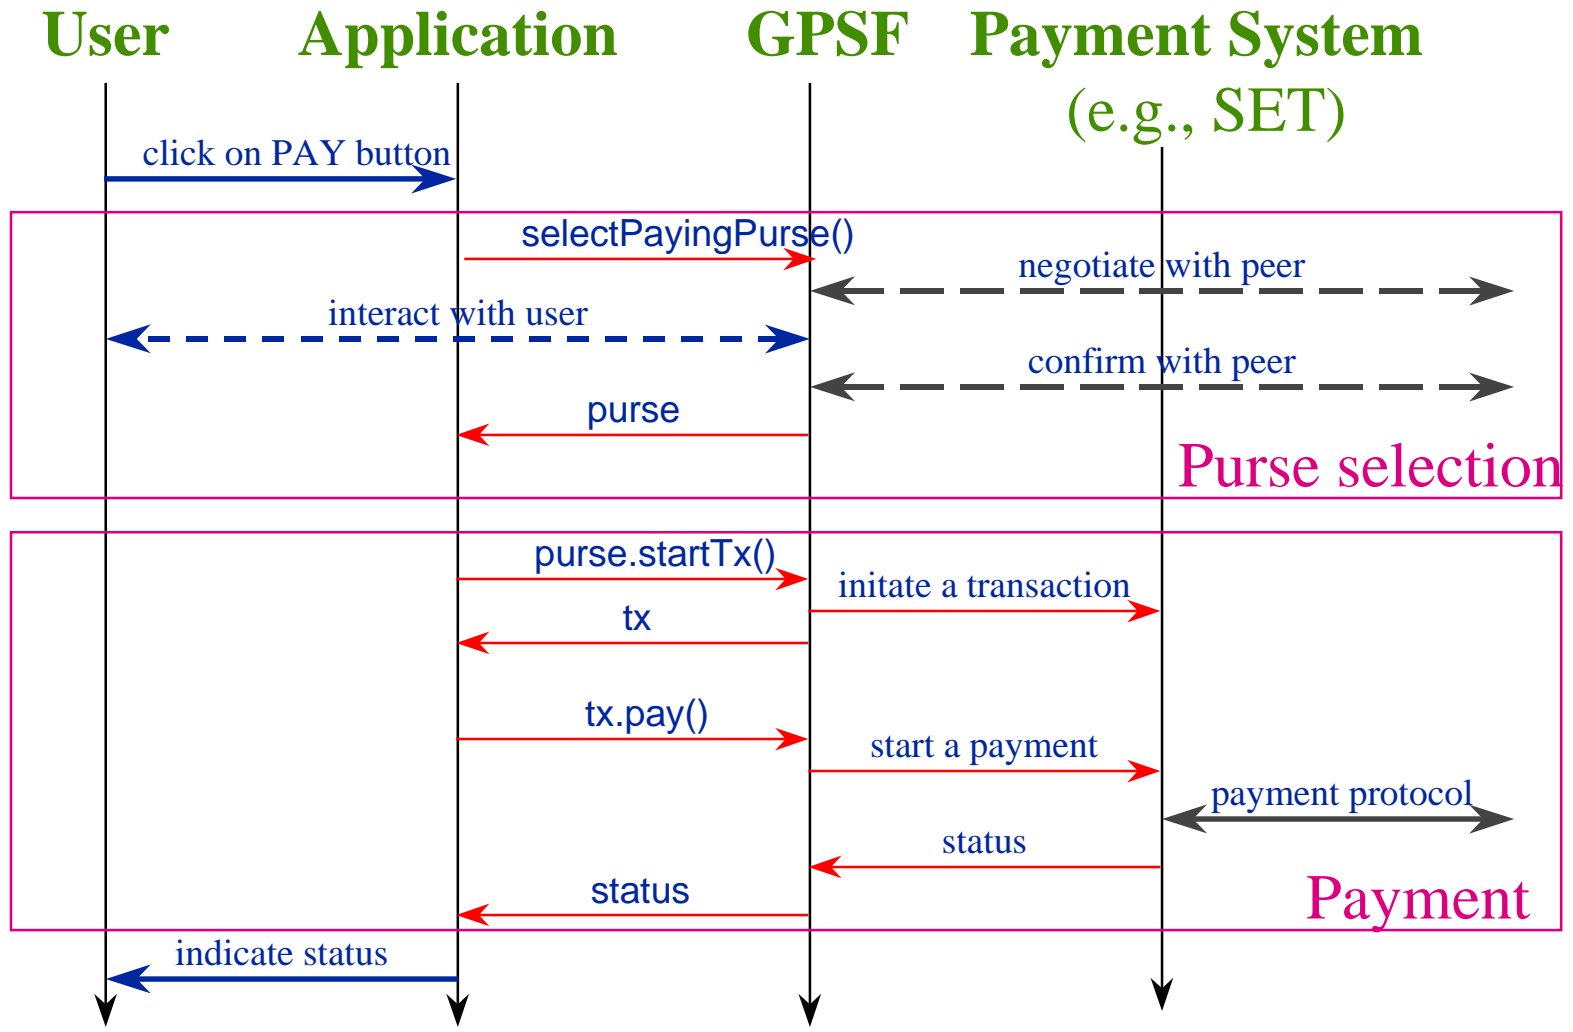 User Application GPSF Payment System
(e.g., SET)
click on PAY button
selectPayingPurse()
negotiate with peer
interact with user
confirm with peer
purse
Purse selection
purse.startTx()
initate a transaction
tx
tx.pay()
start a payment
payment protocol
status
status
Payment
indicate status